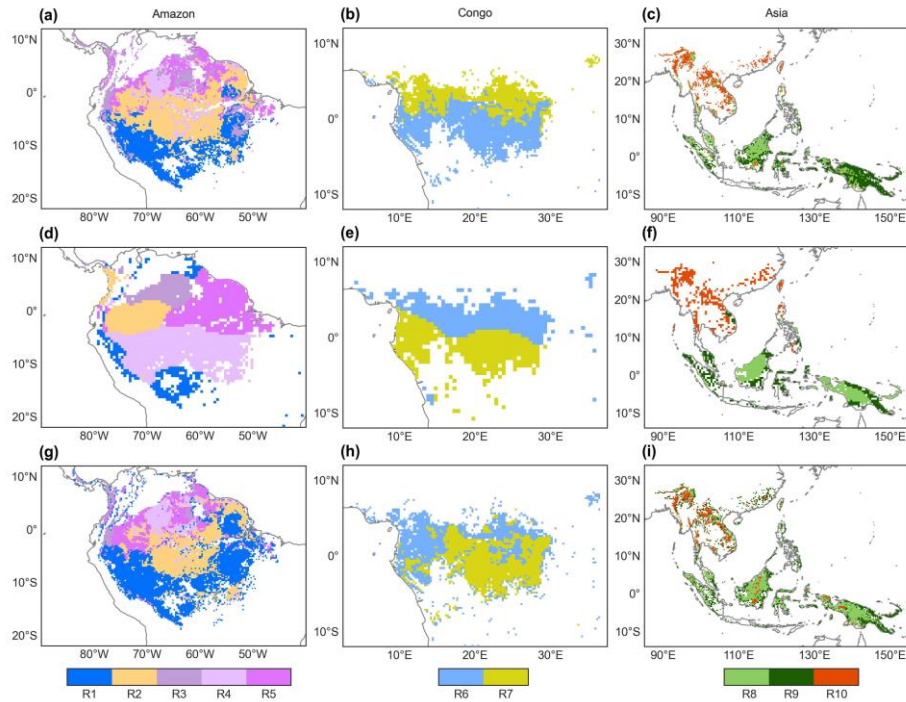 (a) Amazon (b) Congo (c) Asia
10°N 10°N 30°N
20°N
0° 0° 10°N
10°S 0°
20°S 10°S 10°S
80°W 70°W 60°W 50°W 10°E 20°E 30°E 90°E 110°E 130°E 150°E
(d) (e) (f)
10°N 10°N 30°N
20°N
0° 0° 10°N
10°S 0°
20°S 10°S 10°S
80°W 70°W 60°W 50°W 10°E 20°E 30°E 90°E 110°E 130°E 150°E
(g) (h) (i)
10°N 10°N 30°N
20°N
0° 0° 10°N
10°S 0°
20°S 10°S 10°S
80°W 70°W 60°W 50°W 10°E 20°E 30°E 90°E 110°E 130°E 150°E
R1 R2 R3 R4 R5 R6 R7 R8 R9 R10